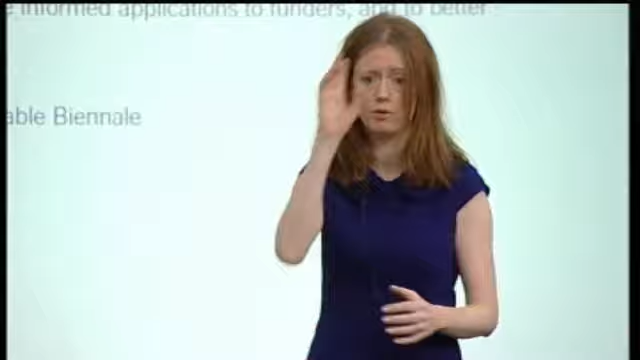 informed applications to funders, and to better
able Biennale